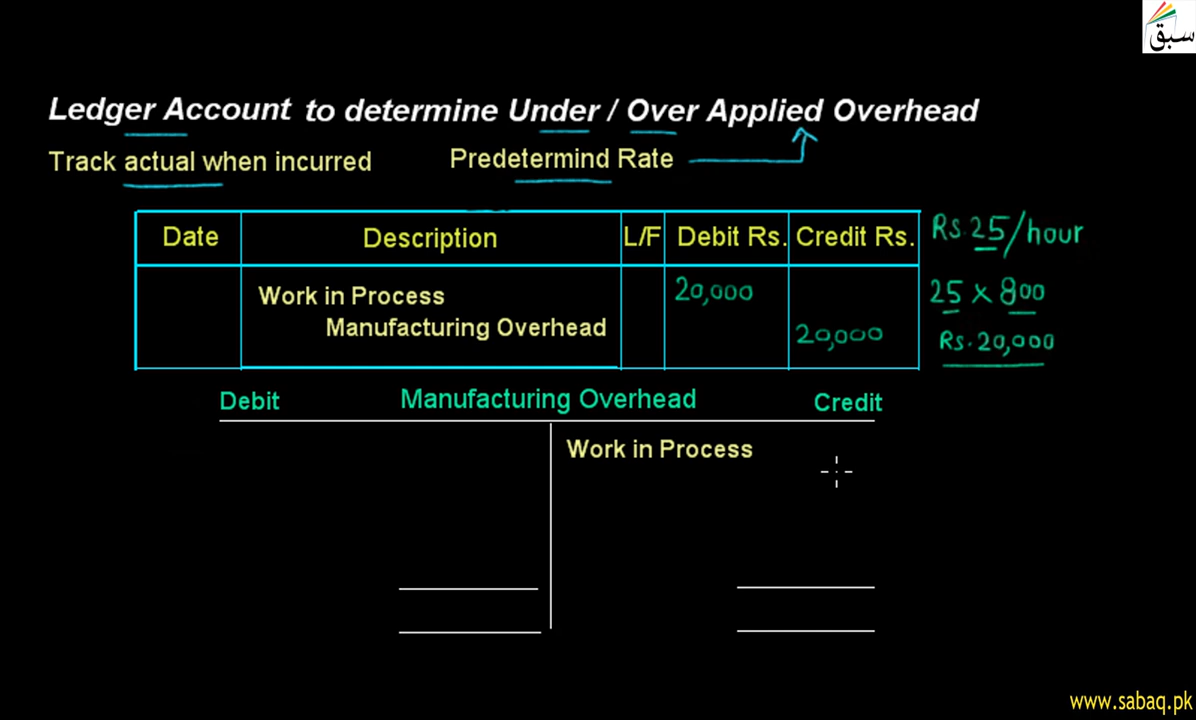 سبق
Ledger Account to determine Under / Over Applied Overhead
Track actual when incurred Predetermind Rate
Date Description L/F Debit Rs. Credit Rs. Rs. 25/hour
Work in Process 20,000 25 × 800
Manufacturing Overhead 20,000 Rs. 20,000
Debit Manufacturing Overhead Credit
Work in Process
www.sabaq.pk